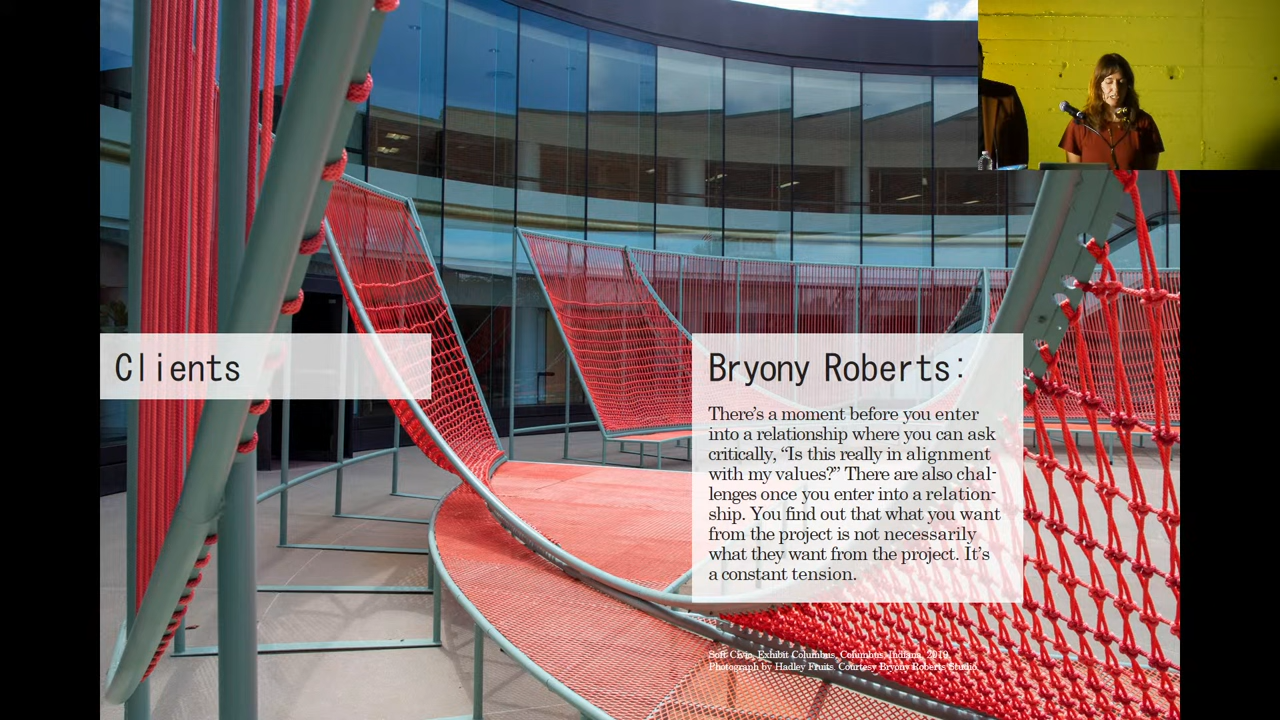 Clients
Bryony Roberts:
There’s a moment before you enter
into a relationship where you can ask
critically, “Is this really in alignment
with my values?” There are also chal-
lenges once you enter into a relation-
ship. You find out that what you want
from the project is not necessarily
what they want from the project. It’s
a constant tension.
Soft Civic, Exhibit Columbus, Columbus, Indiana, 2019.
Photograph by Hadley Fruits. Courtesy Bryony Roberts Studio.